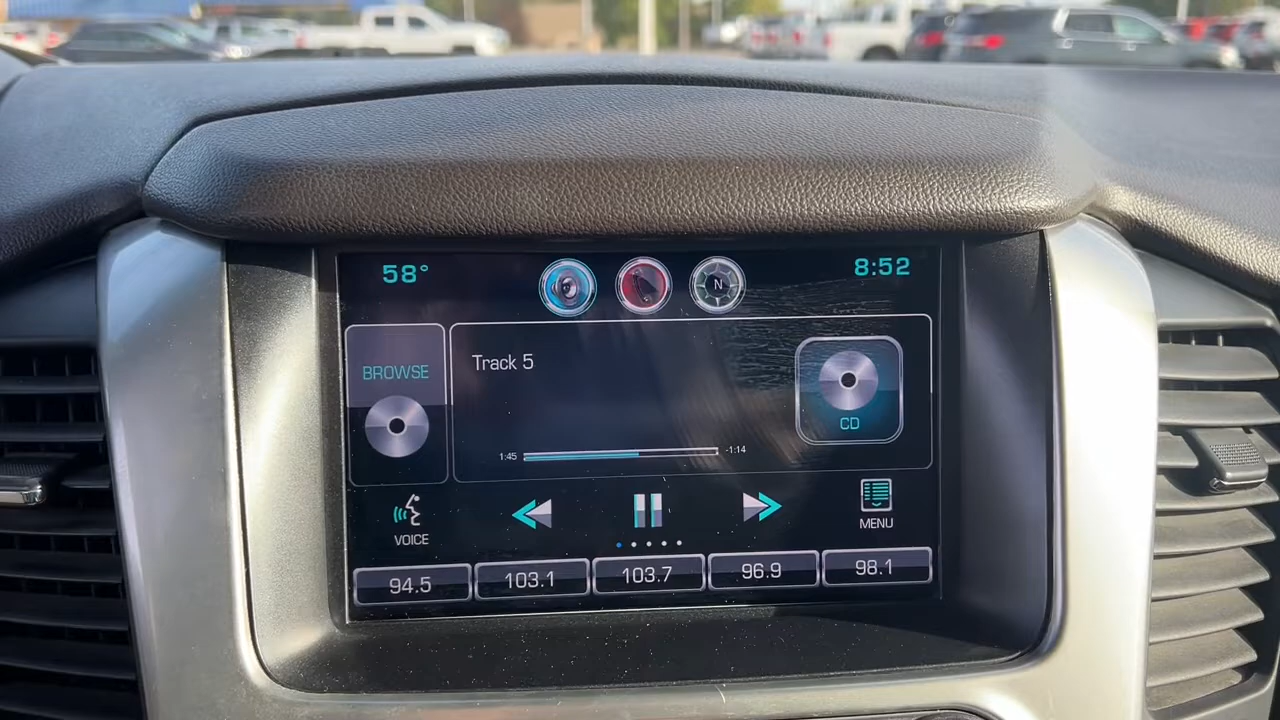 58°
N
8:52
BROWSE
Track 5
CD
1:45
-1:14
VOICE
MENU
94.5
103.1
103.7
96.9
98.1